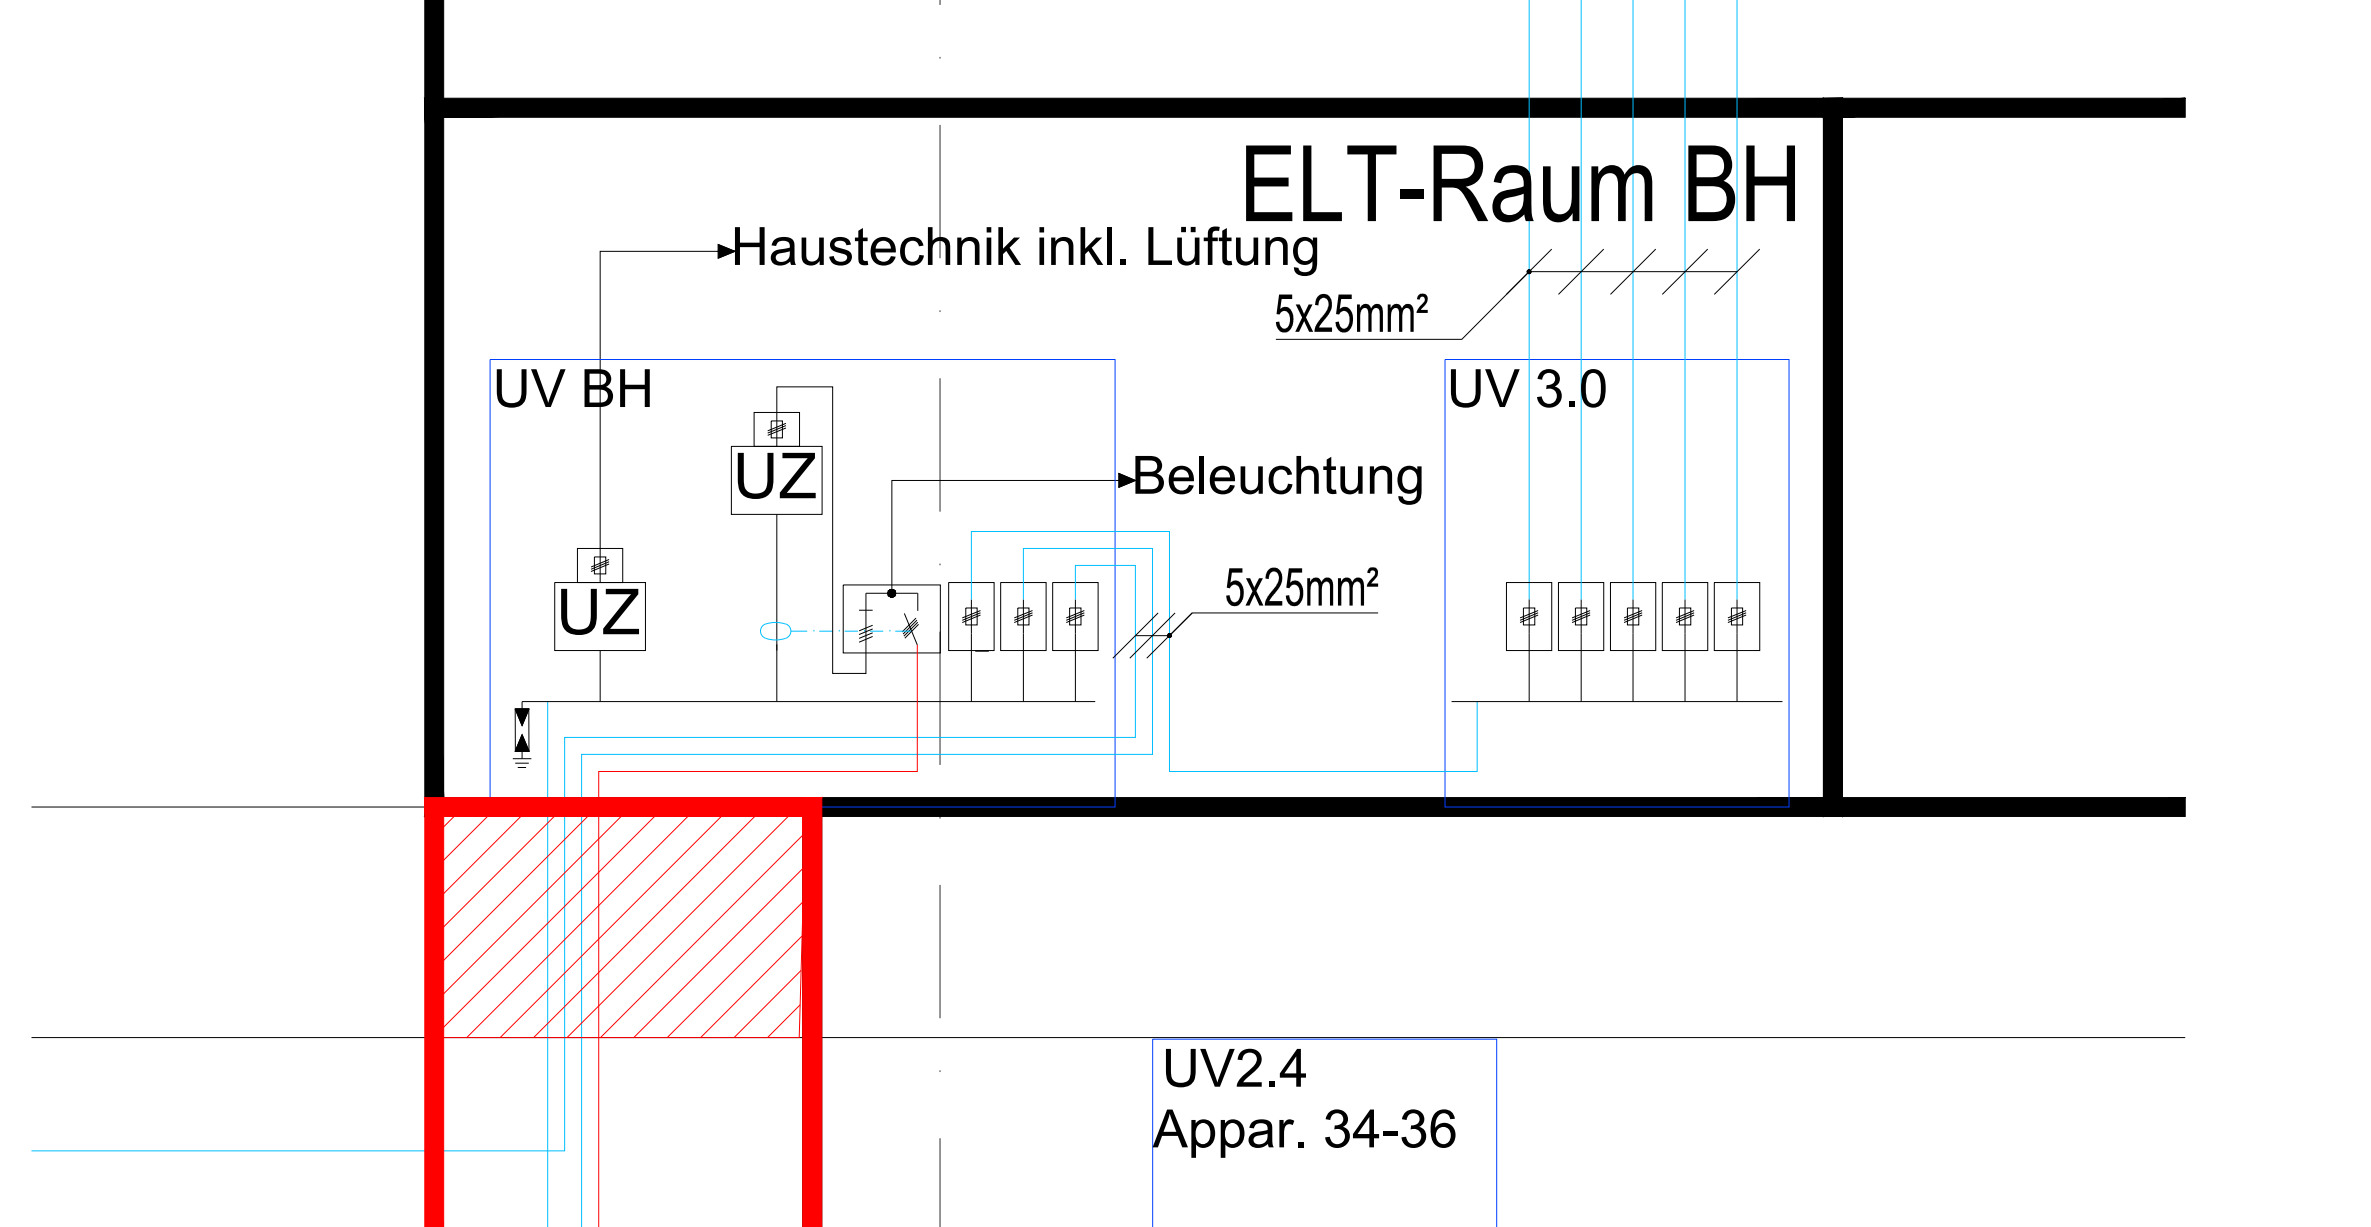 ELT-Raum BH
Haustechnik inkl. Lüftung
5x25mm²
UV BH
UV 3.0
UZ
Beleuchtung
5x25mm²
UZ
UV2.4
Appar. 34-36